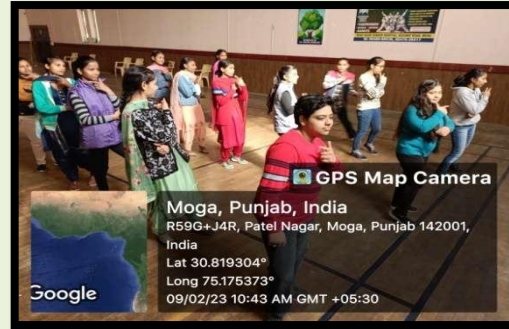 GPS Map Camera
Moga, Punjab, India
R59G+J4R, Patel Nagar, Moga, Punjab 142001,
India
Lat 30.819304°
Long 75.175373°
09/02/23 10:43 AM GMT +05:30
Google